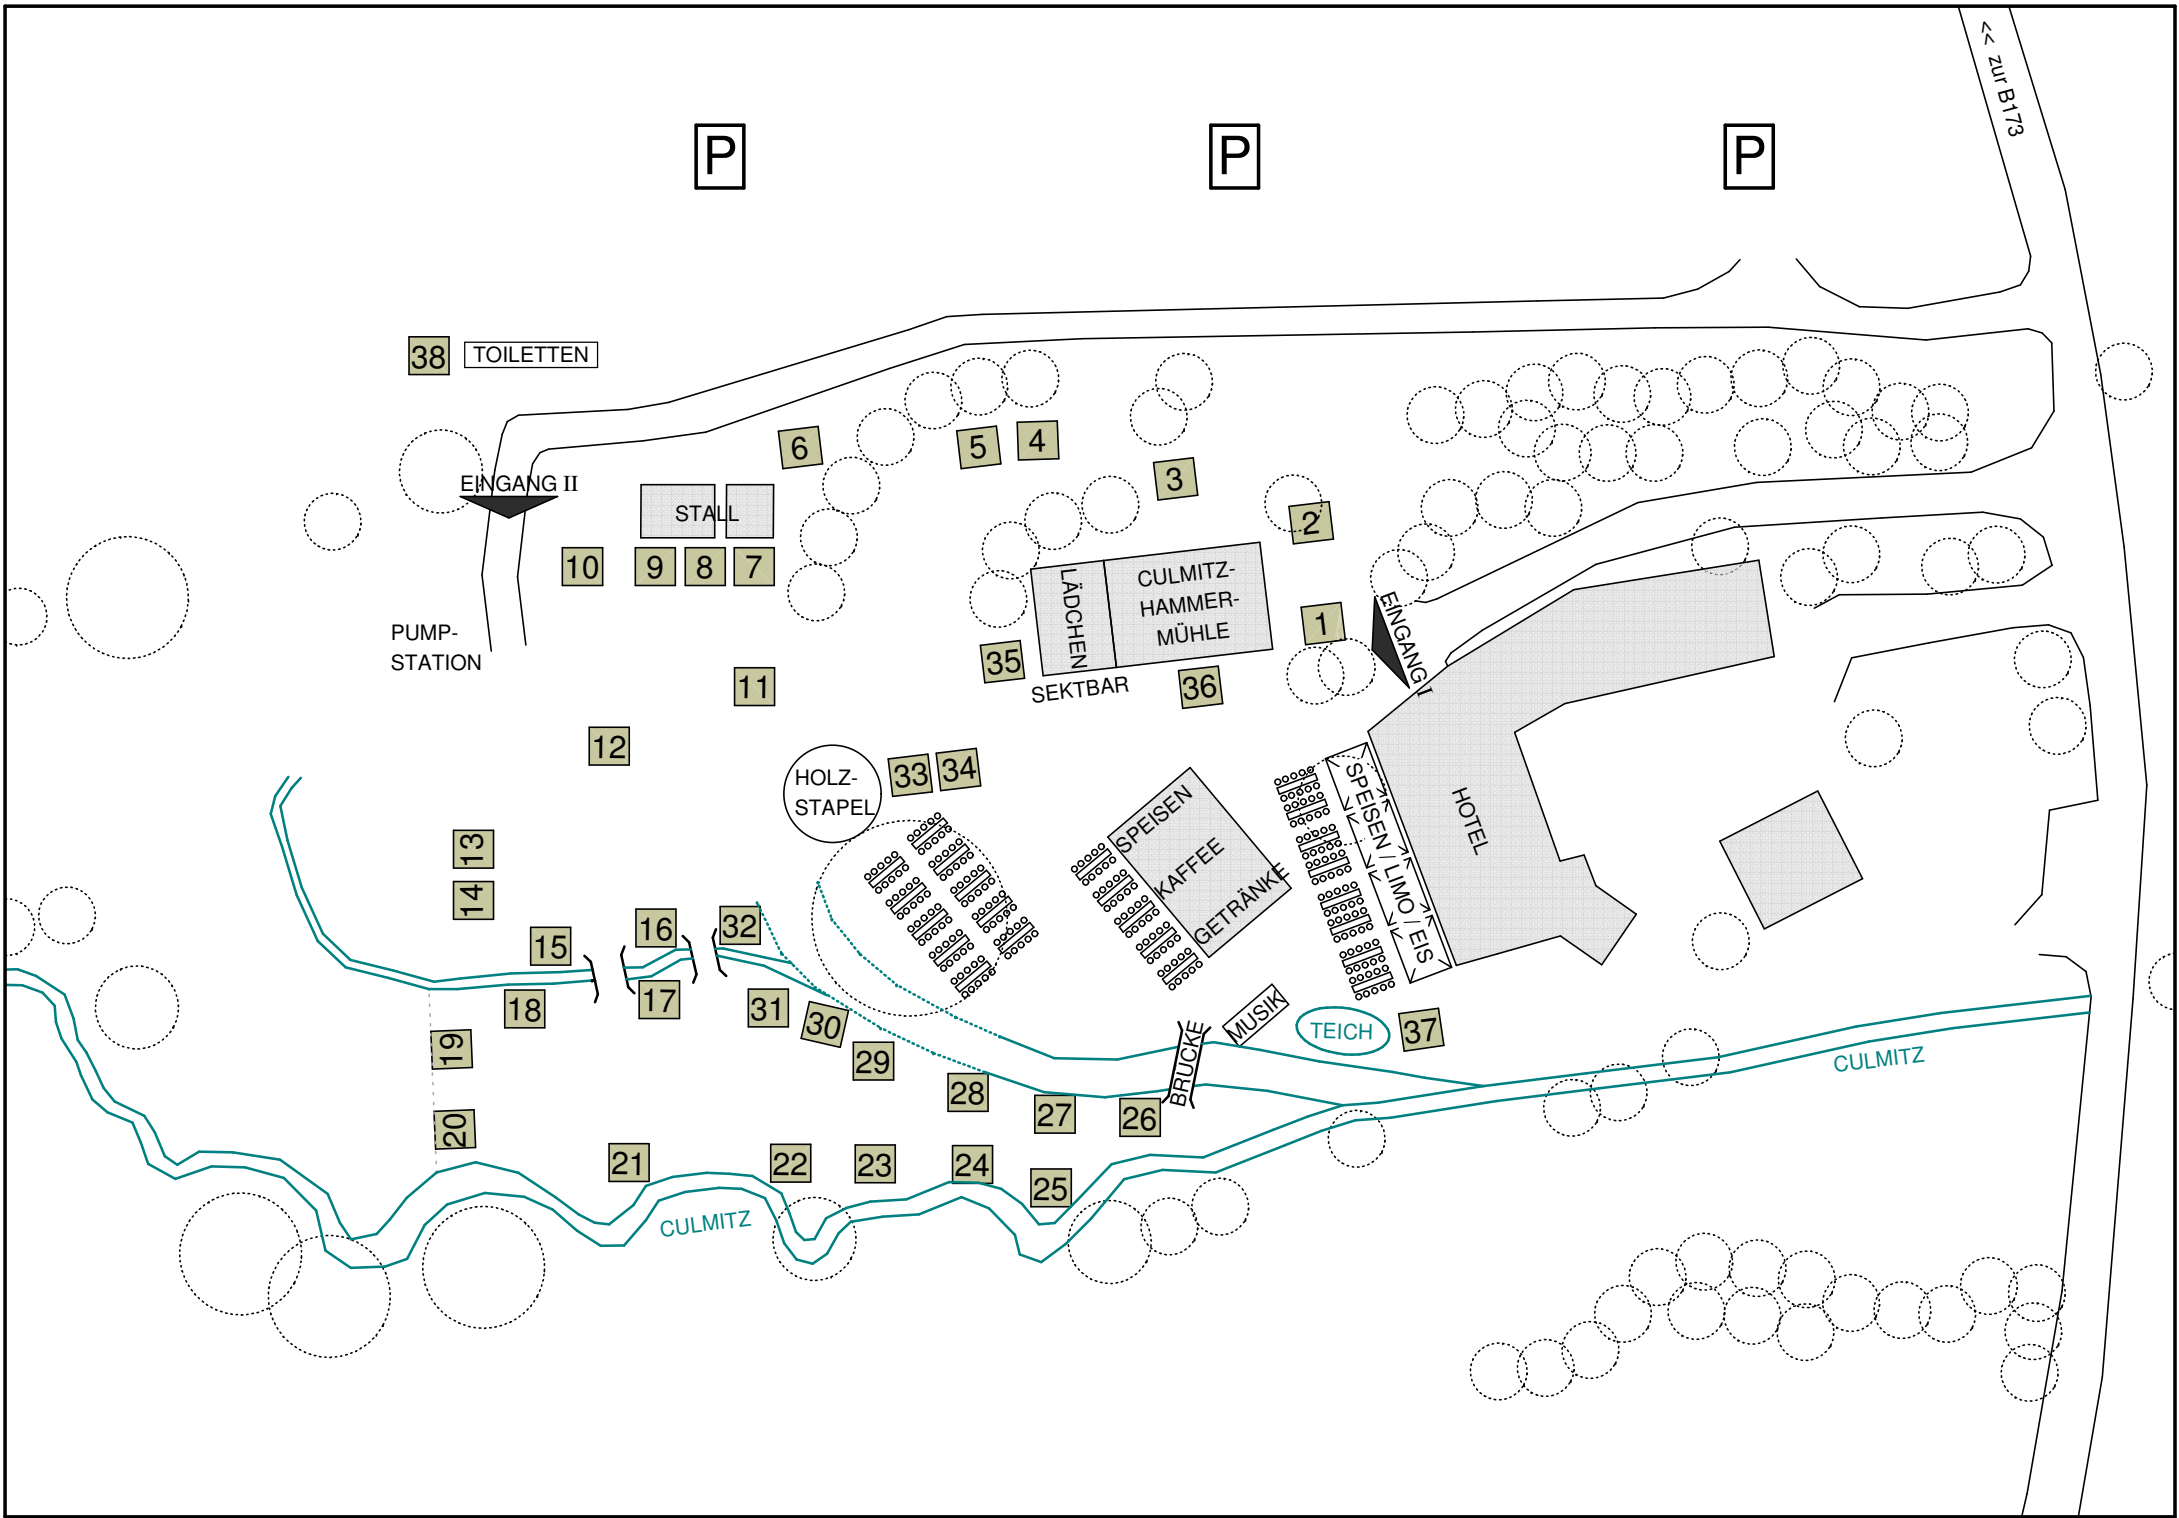 << zur B173
P
P
P
38
TOILETTEN
6
5
4
3
2
EINGANG II
STALL
10
9
8
7
LÄDCHEN
CULMITZ-
HAMMER-
MÜHLE
1
EINGANG I
PUMP-
STATION
35
SEKTBAR
36
11
12
HOLZ-
STAPEL
33
34
SPEISEN
KAFFEE
GETRÄNKE
SPEISEN / LIMO / EIS
HOTEL
13
14
15
16
32
18
17
31
30
29
28
27
26
BRÜCKE
MUSIK
TEICH
37
CULMITZ
19
20
21
22
23
24
25
CULMITZ